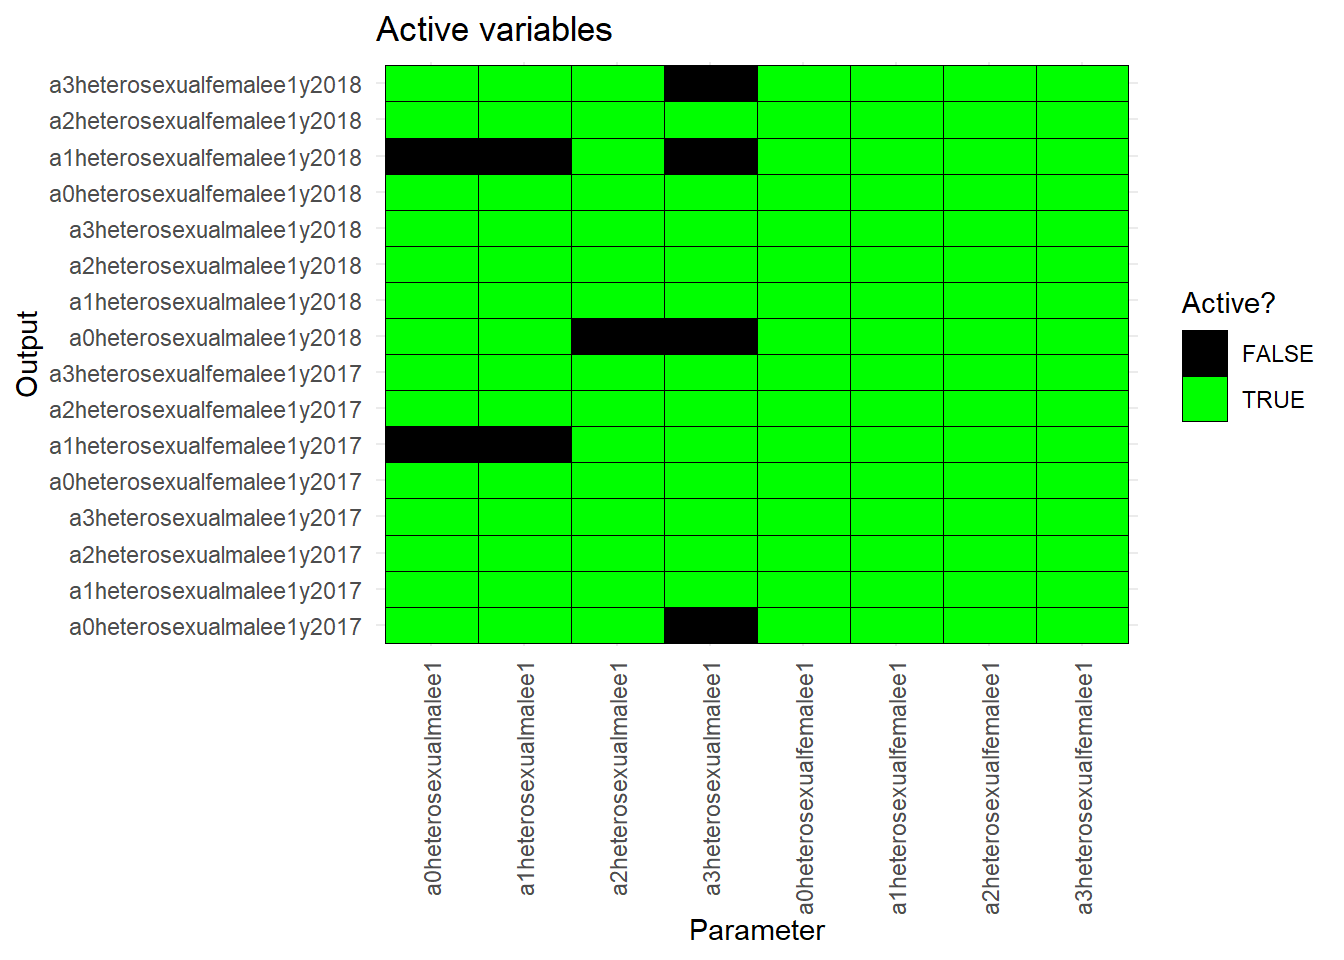 Active variables
a3heterosexualfemalee1y2018
a2heterosexualfemalee1y2018
a1heterosexualfemalee1y2018
a0heterosexualfemalee1y2018
a3heterosexualmalee1y2018
a2heterosexualmalee1y2018
a1heterosexualmalee1y2018
a0heterosexualmalee1y2018
a3heterosexualfemalee1y2017
a2heterosexualfemalee1y2017
a1heterosexualfemalee1y2017
a0heterosexualfemalee1y2017
a3heterosexualmalee1y2017
a2heterosexualmalee1y2017
a1heterosexualmalee1y2017
a0heterosexualmalee1y2017
Output
a0heterosexualmalee1
a1heterosexualmalee1
a2heterosexualmalee1
a3heterosexualmalee1
a0heterosexualfemalee1
a1heterosexualfemalee1
a2heterosexualfemalee1
a3heterosexualfemalee1
Parameter
Active?
FALSE
TRUE